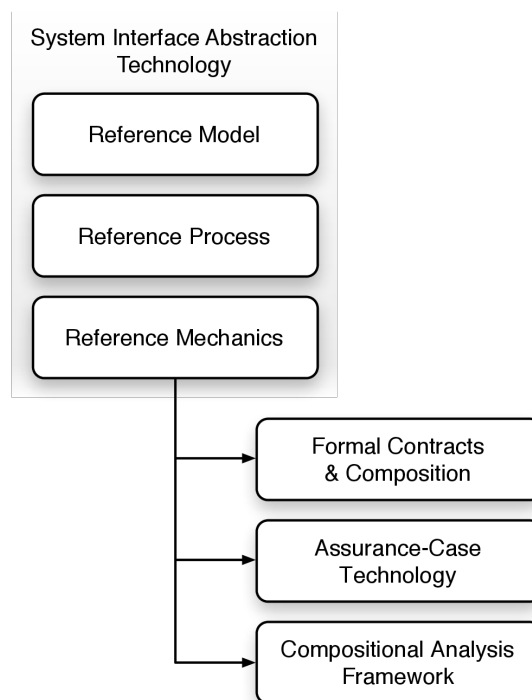 System Interface Abstraction
Technology
Reference Model
Reference Process
Reference Mechanics
Formal Contracts
& Composition
Assurance-Case
Technology
Compositional Analysis
Framework